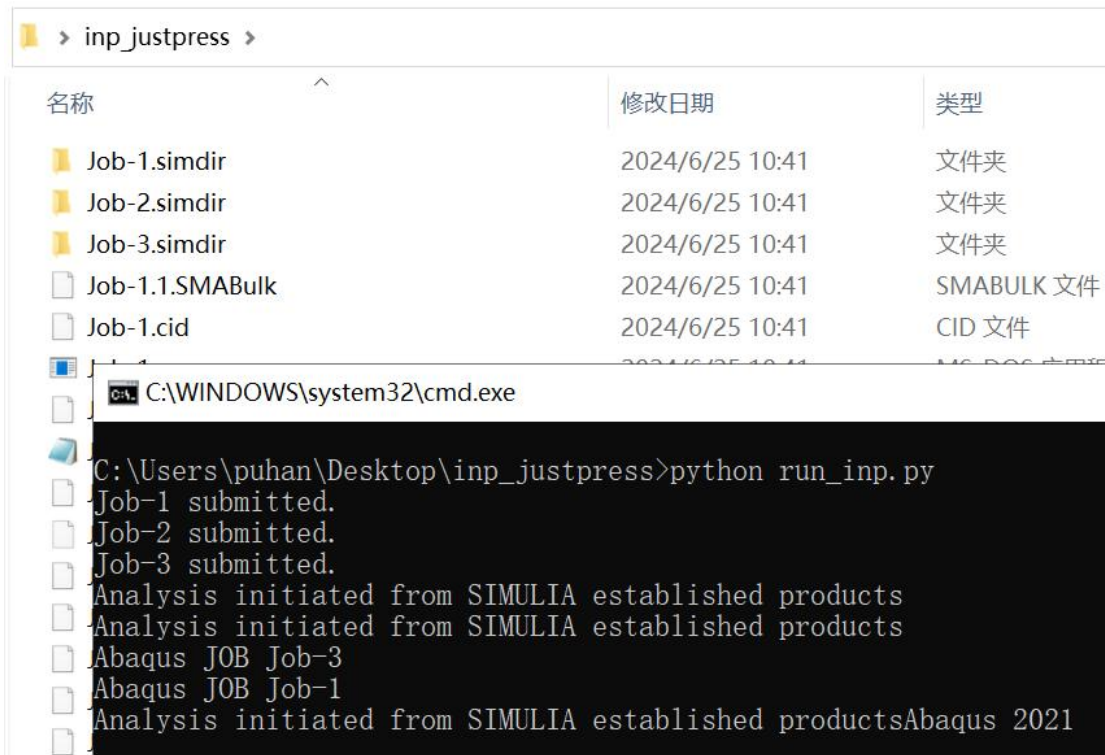 inp_justpress
名称 修改日期 类型
Job-1.simdir 2024/6/25 10:41 文件夹
Job-2.simdir 2024/6/25 10:41 文件夹
Job-3.simdir 2024/6/25 10:41 文件夹
Job-1.1.SMABulk 2024/6/25 10:41 SMABULK 文件
Job-1.cid 2024/6/25 10:41 CID 文件
C:\WINDOWS\system32\cmd.exe
C:\Users\puhan\Desktop\inp_justpress>python run_inp.py
Job-1 submitted.
Job-2 submitted.
Job-3 submitted.
Analysis initiated from SIMULIA established products
Analysis initiated from SIMULIA established products
Abaqus JOB Job-3
Abaqus JOB Job-1
Analysis initiated from SIMULIA established productsAbaqus 2021